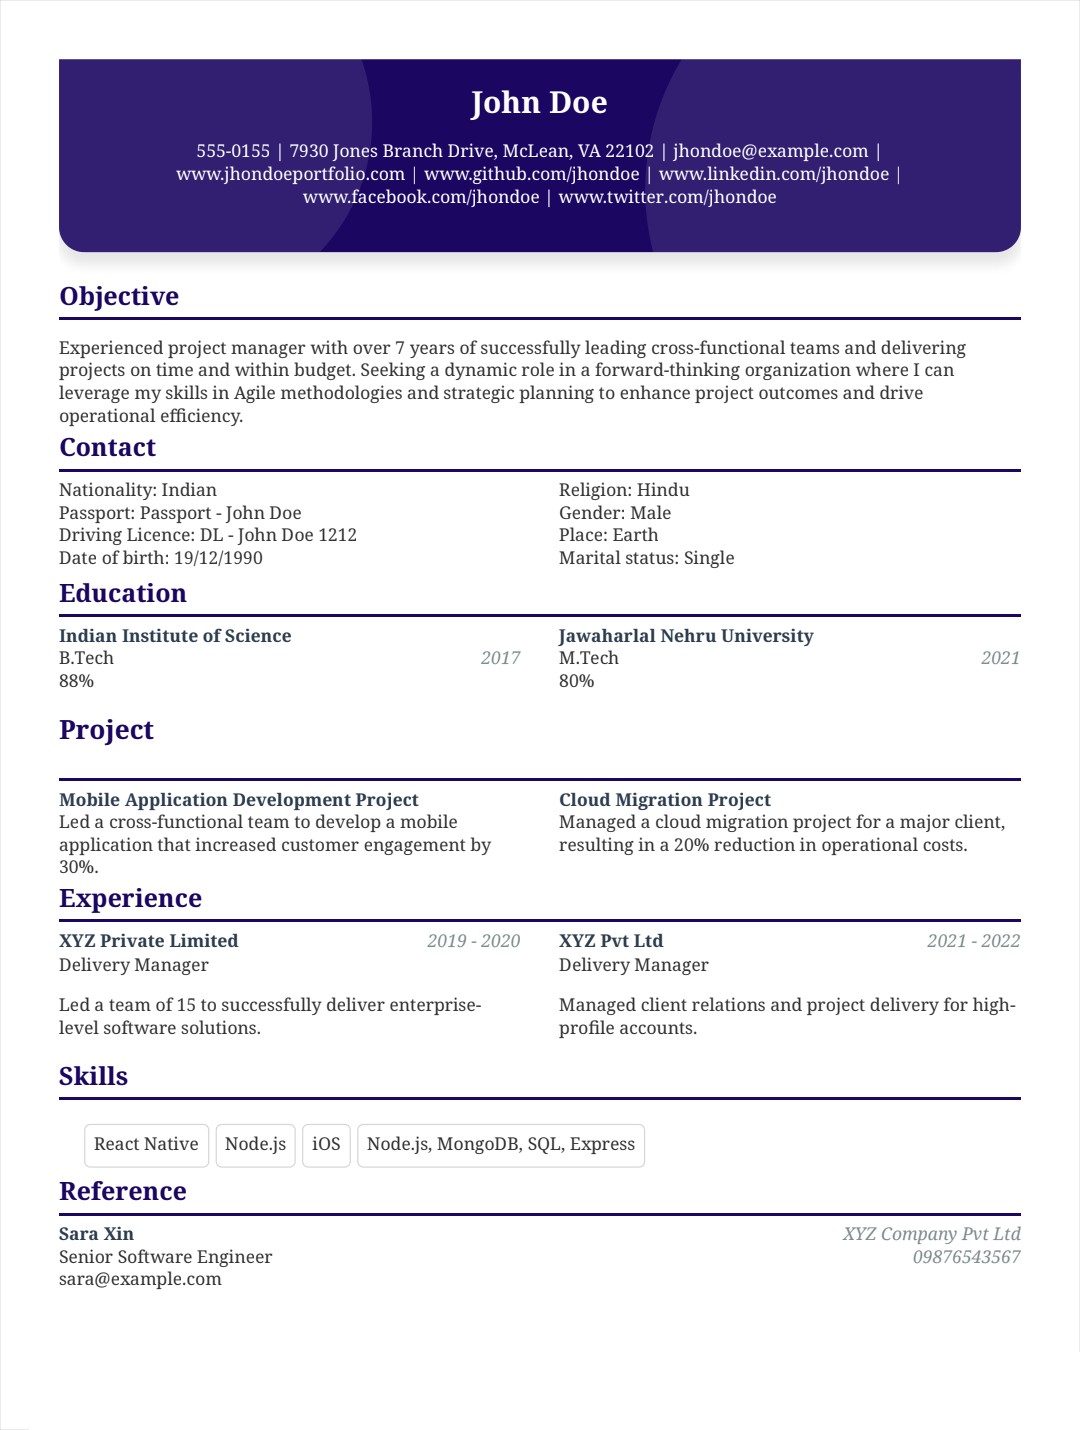 John Doe
555-0155 | 7930 Jones Branch Drive, McLean, VA 22102 | jhondoe@example.com |
www.jhondoeportfolio.com | www.github.com/jhondoe | www.linkedin.com/jhondoe |
www.facebook.com/jhondoe | www.twitter.com/jhondoe
Objective
Experienced project manager with over 7 years of successfully leading cross-functional teams and delivering
projects on time and within budget. Seeking a dynamic role in a forward-thinking organization where I can
leverage my skills in Agile methodologies and strategic planning to enhance project outcomes and drive
operational efficiency.
Contact
Nationality: Indian
Passport: Passport - John Doe
Driving Licence: DL - John Doe 1212
Date of birth: 19/12/1990
Religion: Hindu
Gender: Male
Place: Earth
Marital status: Single
Education
Indian Institute of Science
B.Tech 2017
88%
Jawaharlal Nehru University
M.Tech 2021
80%
Project
Mobile Application Development Project
Led a cross-functional team to develop a mobile
application that increased customer engagement by
30%.
Cloud Migration Project
Managed a cloud migration project for a major client,
resulting in a 20% reduction in operational costs.
Experience
XYZ Private Limited 2019 - 2020
Delivery Manager
Led a team of 15 to successfully deliver enterprise-
level software solutions.
XYZ Pvt Ltd 2021 - 2022
Delivery Manager
Managed client relations and project delivery for high-
profile accounts.
Skills
React Native Node.js iOS Node.js, MongoDB, SQL, Express
Reference
Sara Xin XYZ Company Pvt Ltd
Senior Software Engineer 09876543567
sara@example.com